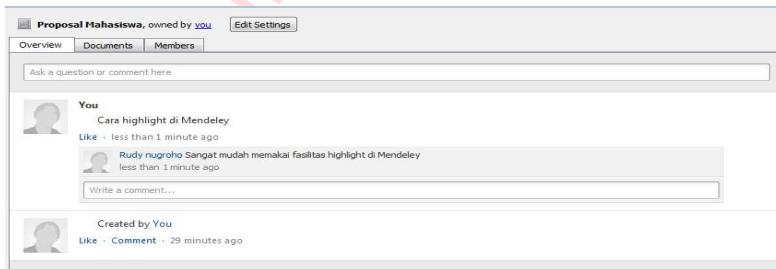 Proposal Mahasiswa, owned by you Edit Settings
Overview Documents Members
Ask a question or comment here
You
Cara highlight di Mendeley
Like · less than 1 minute ago
Rudy nugroho Sangat mudah memakai fasilitas highlight di Mendeley
less than 1 minute ago
Write a comment...
Created by You
Like · Comment · 29 minutes ago